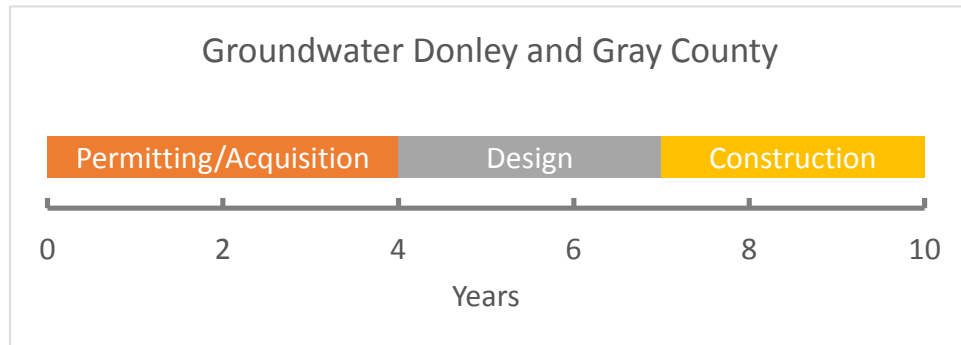 Groundwater Donley and Gray County
Permitting/Acquisition Design Construction
0 2 4 6 8 10
Years